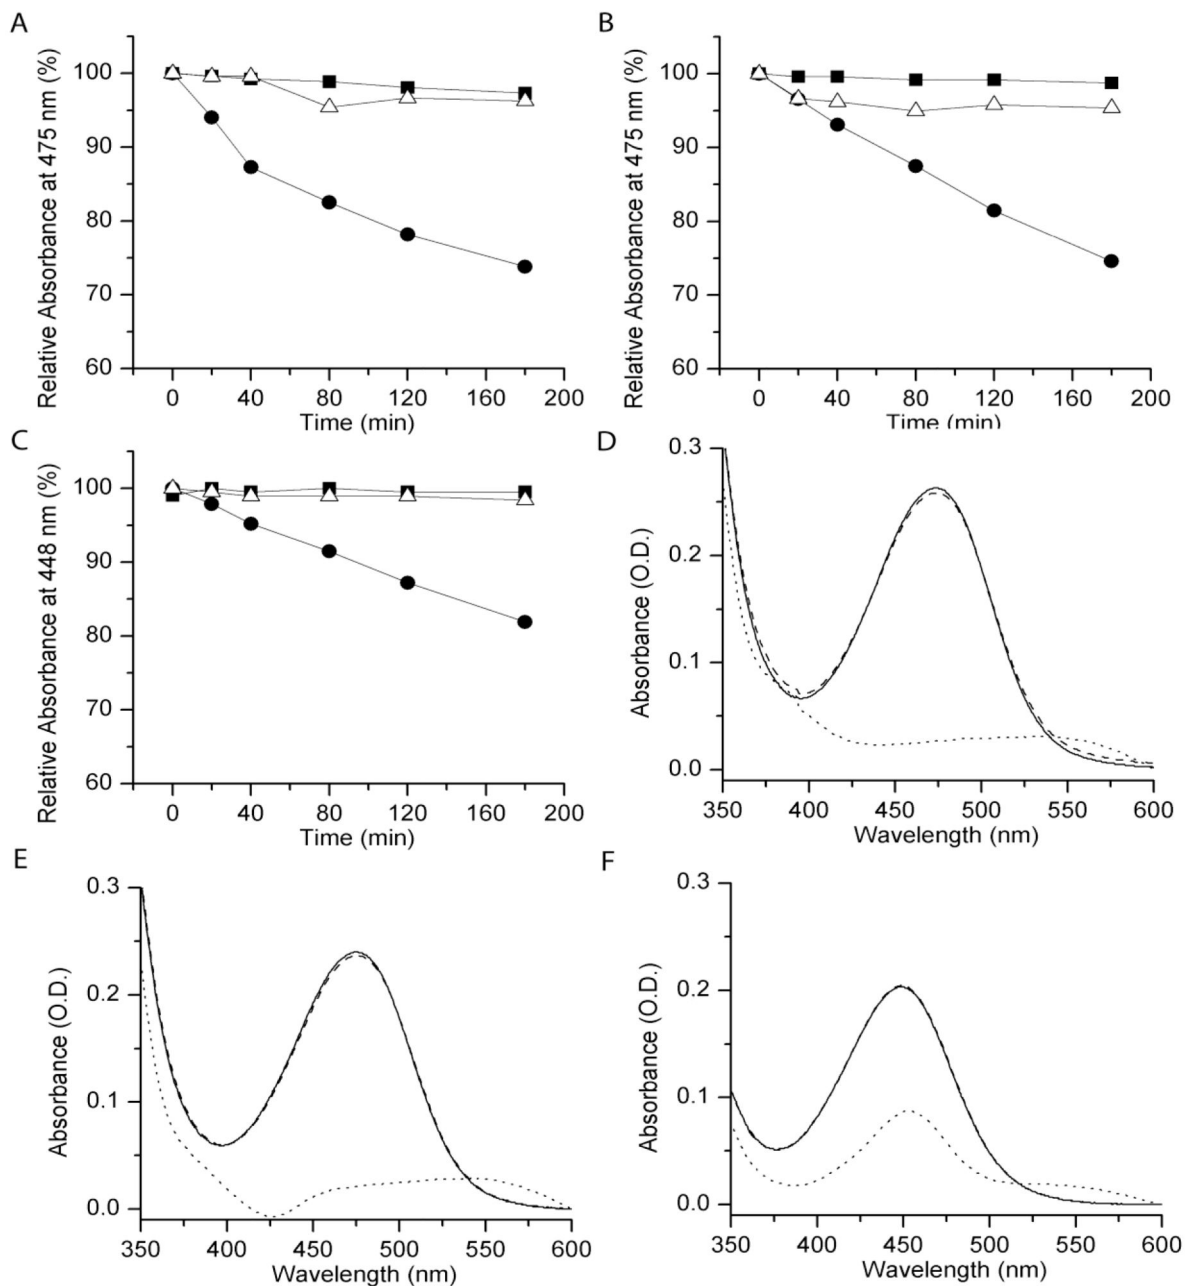 A
Relative Absorbance at 475 nm (%)
100
90
80
70
60
0 40 80 120 160 200
Time (min)
B
Relative Absorbance at 475 nm (%)
100
90
80
70
60
0 40 80 120 160 200
Time (min)
C
Relative Absorbance at 448 nm (%)
100
90
80
70
60
0 40 80 120 160 200
Time (min)
D
Absorbance (O.D.)
0.3
0.2
0.1
0.0
350 400 450 500 550 600
Wavelength (nm)
E
Absorbance (O.D.)
0.3
0.2
0.1
0.0
350 400 450 500 550 600
Wavelength (nm)
F
Absorbance (O.D.)
0.3
0.2
0.1
0.0
350 400 450 500 550 600
Wavelength (nm)